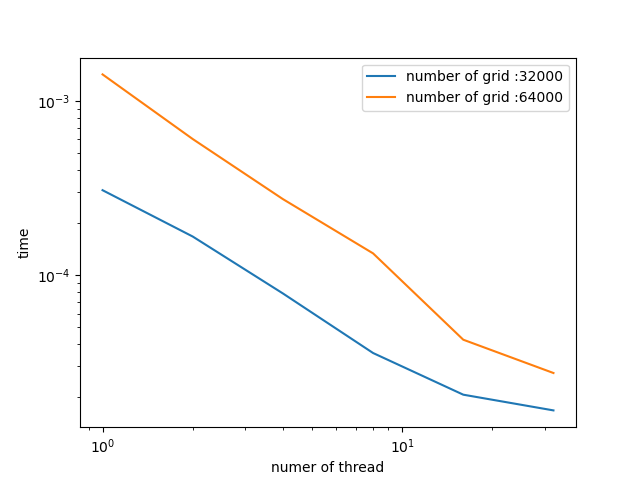 number of grid :32000
number of grid :64000
10⁻³
10⁻⁴
time
10⁰
10¹
numer of thread